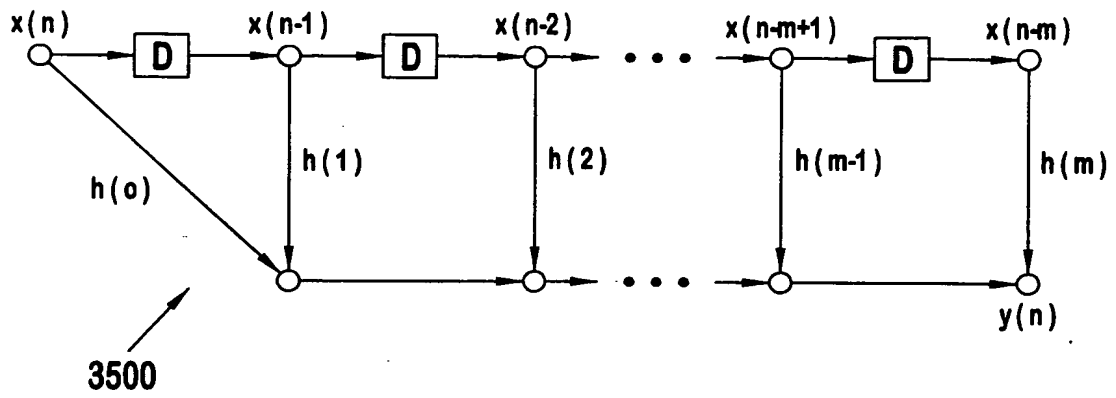 x(n) x(n-1) x(n-2) x(n-m+1) x(n-m)
D D • • • D
h(o) h(1) h(2) h(m-1) h(m)
• • •
y(n)
3500